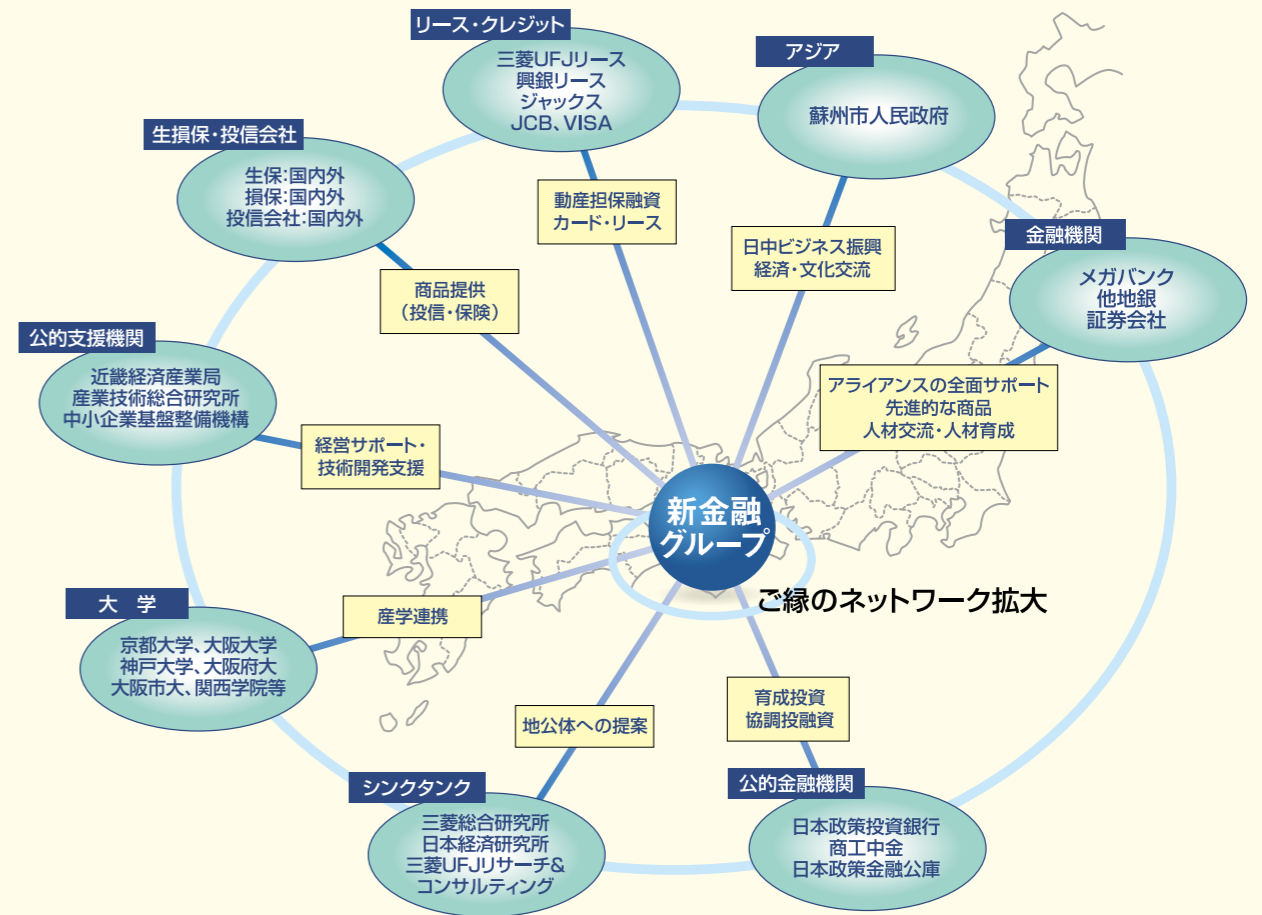 リース・クレジット
三菱UFJリース
興銀リース
ジャックス
JCB、VISA
動産担保融資
カード・リース
アジア
蘇州市人民政府
日中ビジネス振興
経済・文化交流
生損保・投信会社
生保:国内外
損保:国内外
投信会社:国内外
商品提供
（投信・保険）
金融機関
メガバンク
他地銀
証券会社
アライアンスの全面サポート
先進的な商品
人材交流・人材育成
公的支援機関
近畿経済産業局
産業技術総合研究所
中小企業基盤整備機構
経営サポート・
技術開発支援
新金融
グループ
ご縁のネットワーク拡大
大　学
京都大学、大阪大学
神戸大学、大阪府大
大阪市大、関西学院等
産学連携
シンクタンク
三菱総合研究所
日本経済研究所
三菱UFJリサーチ&
コンサルティング
地公体への提案
公的金融機関
日本政策投資銀行
商工中金
日本政策金融公庫
育成投資
協調投融資